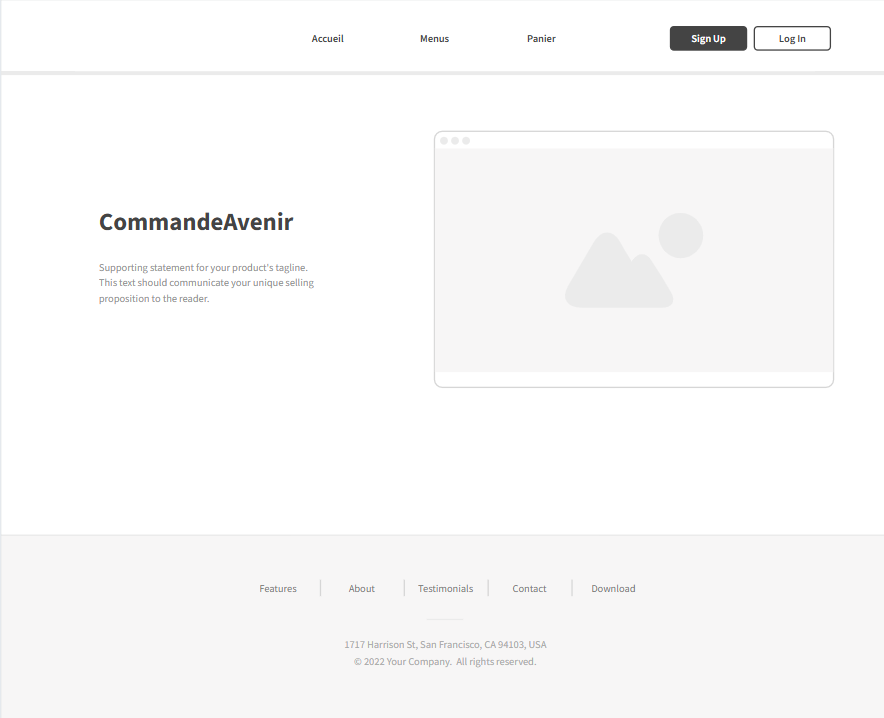 Accueil Menus Panier Sign Up Log In
CommandeAvenir
Supporting statement for your product's tagline.
This text should communicate your unique selling
proposition to the reader.
Features About Testimonials Contact Download
1717 Harrison St, San Francisco, CA 94103, USA
© 2022 Your Company. All rights reserved.